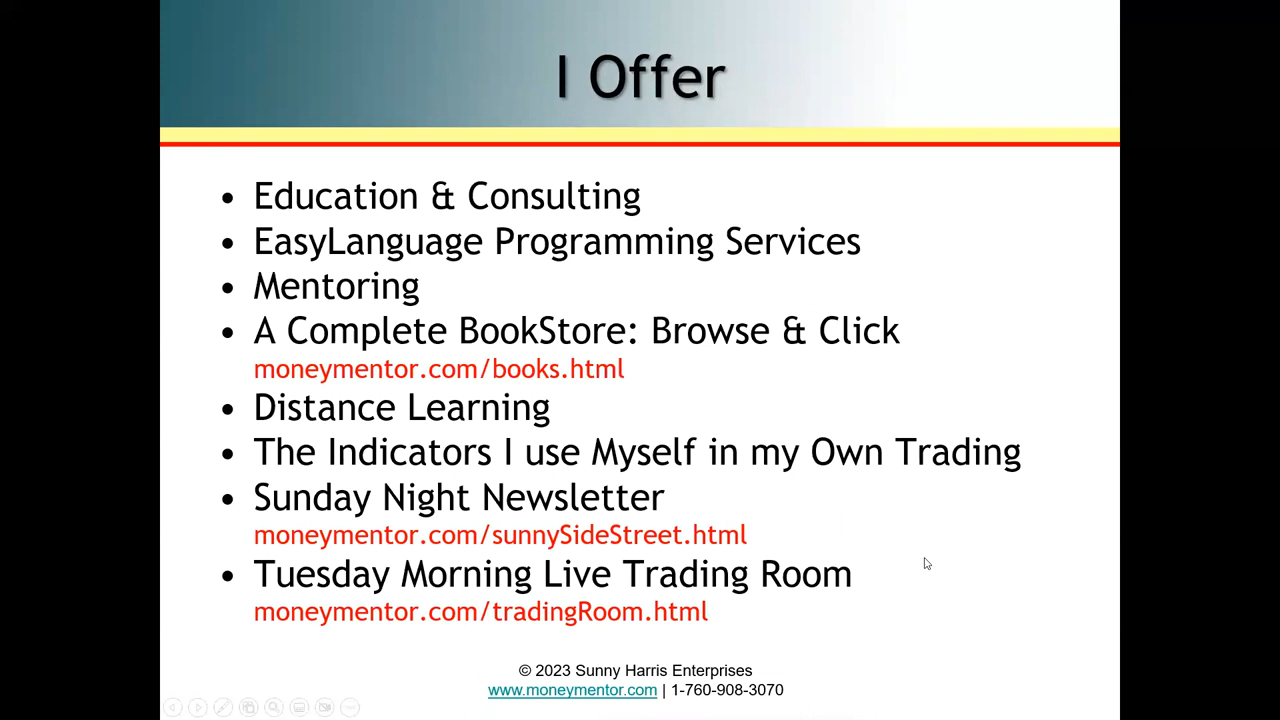 I Offer
• Education & Consulting
• EasyLanguage Programming Services
• Mentoring
• A Complete BookStore: Browse & Click
moneymentor.com/books.html
• Distance Learning
• The Indicators I use Myself in my Own Trading
• Sunday Night Newsletter
moneymentor.com/sunnySideStreet.html
• Tuesday Morning Live Trading Room
moneymentor.com/tradingRoom.html
© 2023 Sunny Harris Enterprises
www.moneymentor.com | 1-760-908-3070